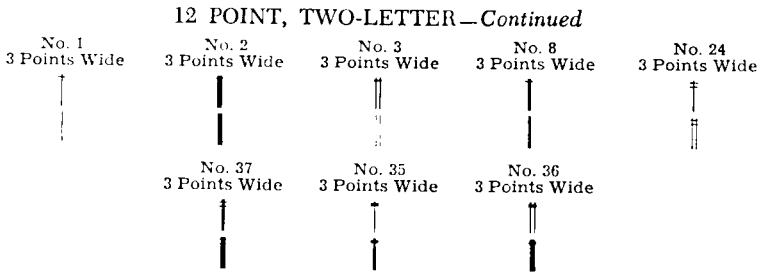 12 POINT, TWO-LETTER—Continued
No. 1 No. 2 No. 3 No. 8 No. 24
3 Points Wide 3 Points Wide 3 Points Wide 3 Points Wide 3 Points Wide
No. 37 No. 35 No. 36
3 Points Wide 3 Points Wide 3 Points Wide